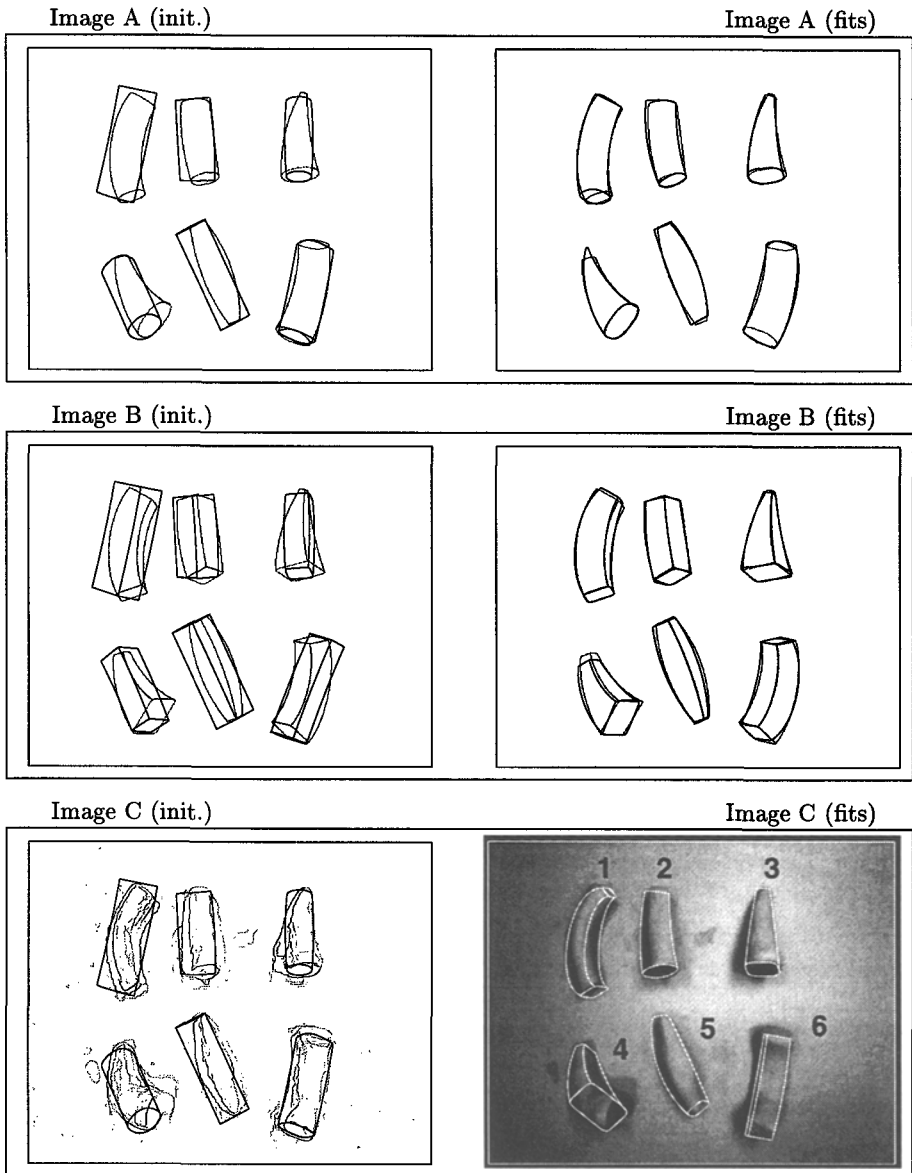 Image A (init.) Image A (fits)
Image B (init.) Image B (fits)
Image C (init.) Image C (fits)
1 2 3
4 5 6